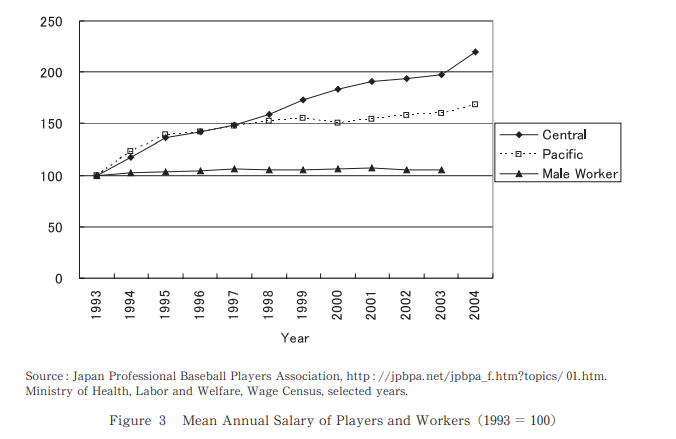 250
200
150
100
50
0
1993
1994
1995
1996
1997
1998
1999
2000
2001
2002
2003
2004
Year
Central
Pacific
Male Worker
Source : Japan Professional Baseball Players Association, http : //jpbpa.net/jpbpa_f.htm?topics/ 01.htm.
Ministry of Health, Labor and Welfare, Wage Census, selected years.
Figure 3 Mean Annual Salary of Players and Workers (1993 = 100)